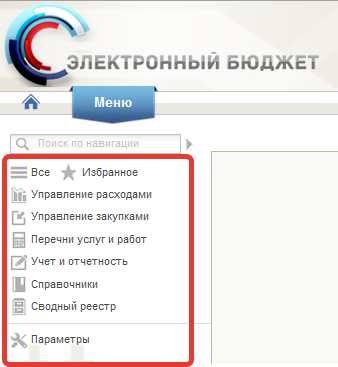 ЭЛЕКТРОННЫЙ БЮДЖЕТ
Меню
Поиск по навигации
Все Избранное
Управление расходами
Управление закупками
Перечни услуг и работ
Учет и отчетность
Справочники
Сводный реестр
Параметры